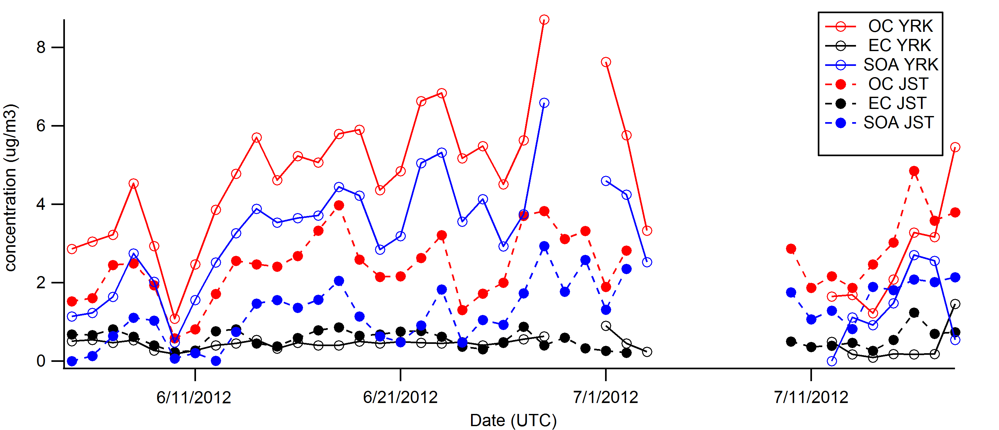 concentration (ug/m3)
8
6
4
2
0
OC YRK
EC YRK
SOA YRK
OC JST
EC JST
SOA JST
6/11/2012
6/21/2012
7/1/2012
7/11/2012
Date (UTC)